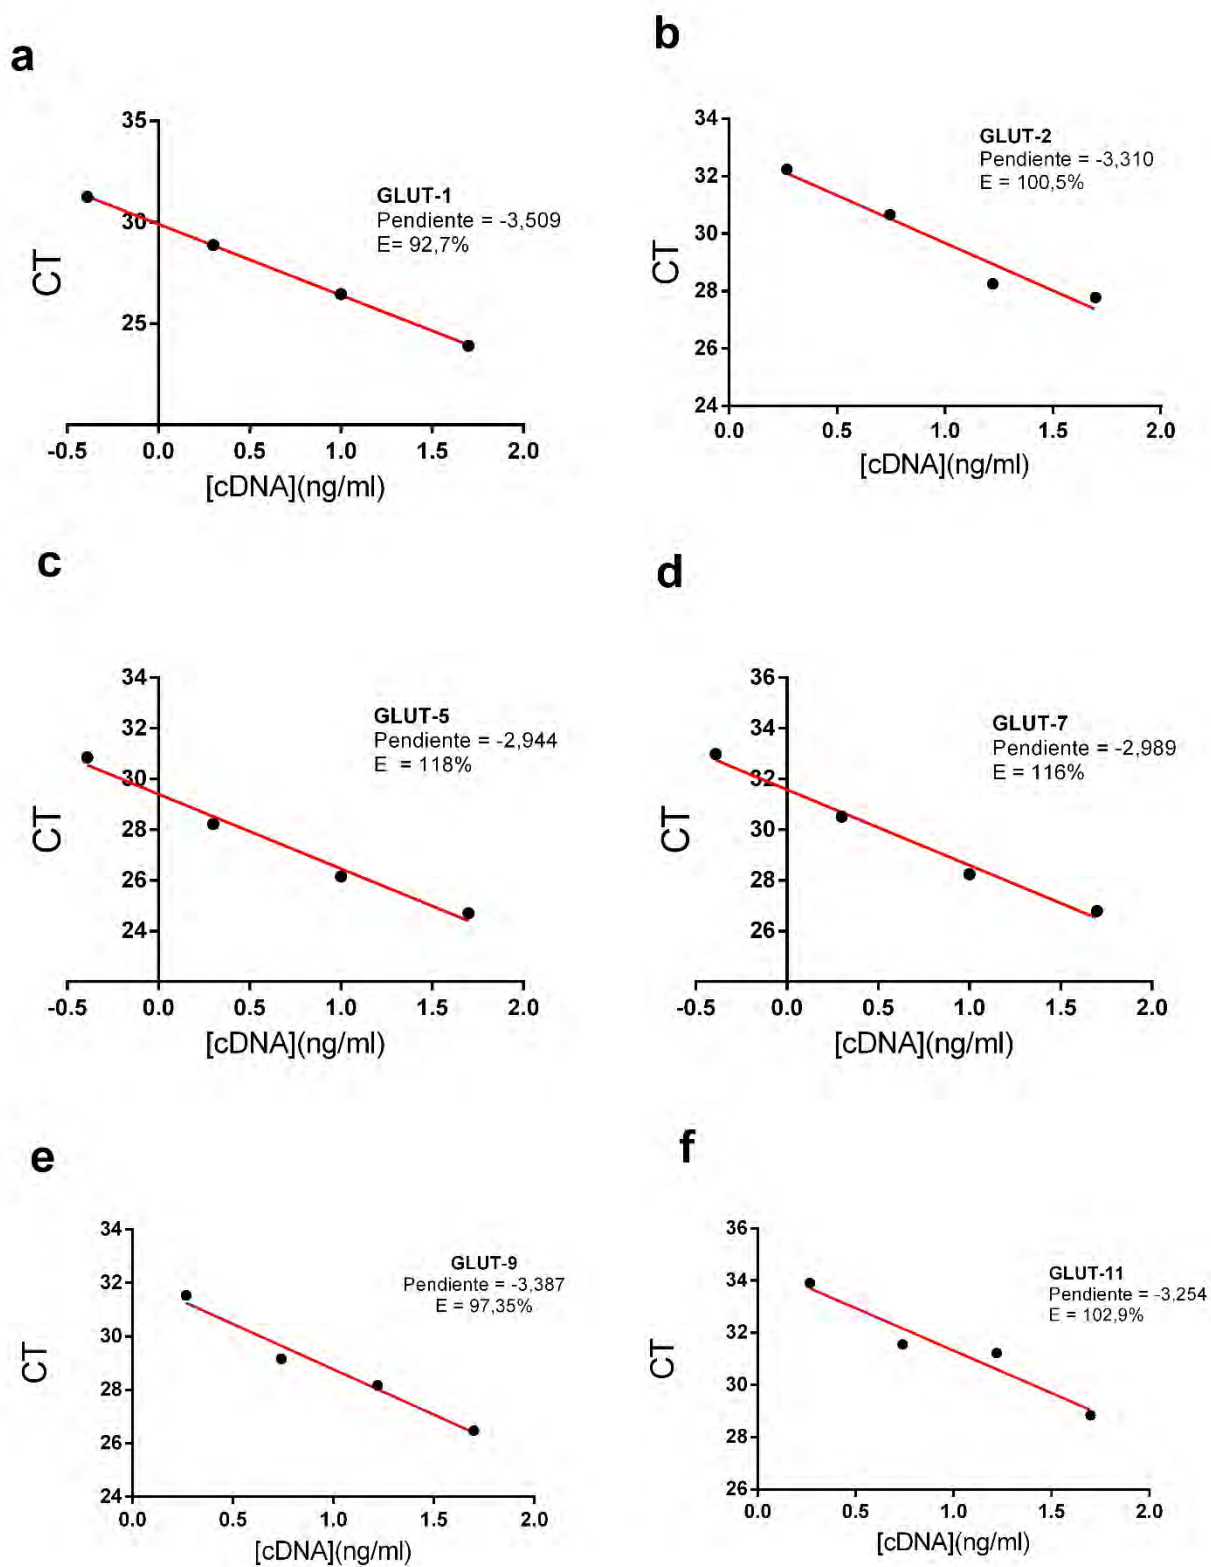 a
35
30
25
CT
-0.5 0.0 0.5 1.0 1.5 2.0
[cDNA](ng/ml)
GLUT-1
Pendiente = -3,509
E= 92,7%
b
34
32
30
28
26
24
CT
0.0 0.5 1.0 1.5 2.0
[cDNA](ng/ml)
GLUT-2
Pendiente = -3,310
E = 100,5%
c
34
32
30
28
26
24
CT
-0.5 0.0 0.5 1.0 1.5 2.0
[cDNA](ng/ml)
GLUT-5
Pendiente = -2,944
E = 118%
d
36
34
32
30
28
26
CT
-0.5 0.0 0.5 1.0 1.5 2.0
[cDNA](ng/ml)
GLUT-7
Pendiente = -2,989
E = 116%
e
34
32
30
28
26
24
CT
0.0 0.5 1.0 1.5 2.0
[cDNA](ng/ml)
GLUT-9
Pendiente = -3,387
E = 97,35%
f
36
34
32
30
28
26
CT
0.0 0.5 1.0 1.5 2.0
[cDNA](ng/ml)
GLUT-11
Pendiente = -3,254
E = 102,9%